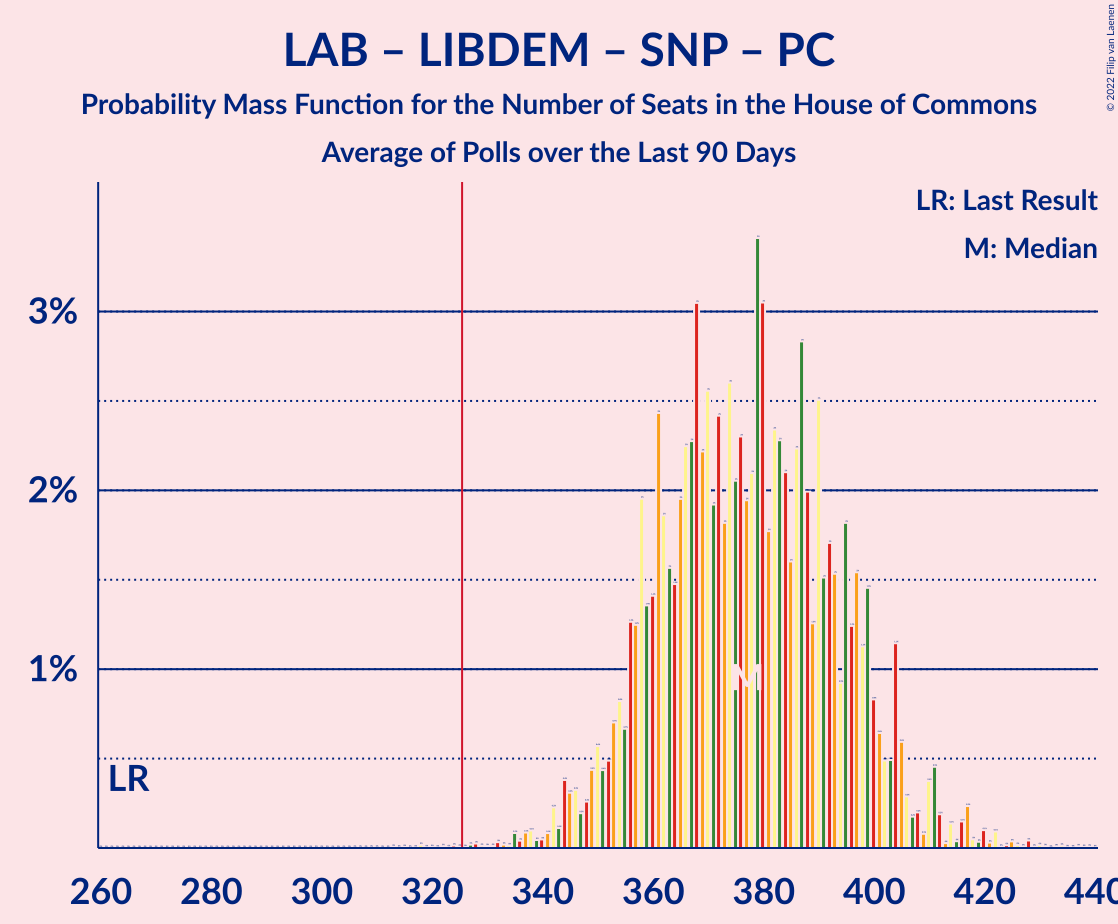 LAB – LIBDEM – SNP – PC
Probability Mass Function for the Number of Seats in the House of Commons
Average of Polls over the Last 90 Days
© 2022 Filip van Laenen
LR: Last Result
M: Median
3%
2%
1%
M
LR
260 280 300 320 340 360 380 400 420 440